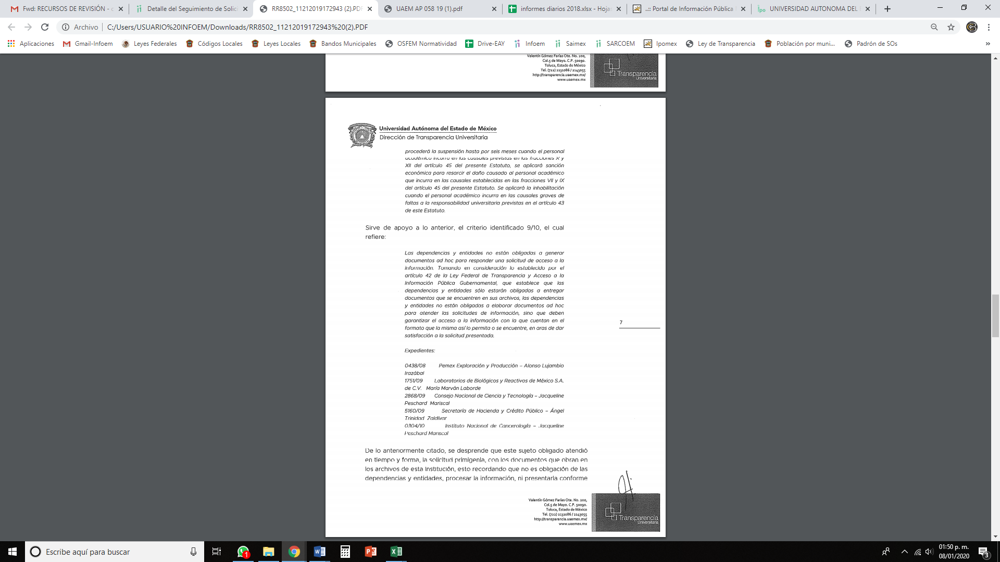 Fwd: RECURSOS DE REVISIÓN - c
Detalle del Seguimiento de Solici
RR8502_11212019172943 (2).PDF
UAEM AP 058 19 (1).pdf
informes diarios 2018.xlsx - Hoja
..:: Portal de Información Pública
UNIVERSIDAD AUTONOMA DEL
Archivo
C:/Users/USUARIO%20INFOEM/Downloads/RR8502_11212019172943%20(2).PDF
Aplicaciones
Gmail-Infoem
Leyes Federales
Códigos Locales
Leyes Locales
Bandos Municipales
OSFEM Normatividad
Drive-EAY
Infoem
Saimex
SARCOEM
Ipomex
Ley de Transparencia
Población por muni...
Padrón de SOs
»
Valentín Gómez Farías Ote. No. 200,
Col.5 de Mayo. C.P. 50090.
Toluca, Estado de México
Tel. (722) 2131086 / 2143055
http://transparencia.uaemex.mx/
www.uaemex.mx
Transparencia
Universitaria
Universidad Autónoma del Estado de México
Dirección de Transparencia Universitaria
procederá la suspensión hasta por seis meses cuando el personal
académico incurra en las causales previstas en las fracciones X y
XII del artículo 45 del presente Estatuto, se aplicará sanción
económica para resarcir el daño causado al personal académico
que incurra en las causales establecidas en las fracciones VII y IX
del artículo 45 del presente Estatuto. Se aplicará la inhabilitación
cuando el personal académico incurra en las causales graves de
faltas a la responsabilidad universitaria previstas en el artículo 43
de este Estatuto.
Sirve de apoyo a lo anterior, el criterio identificado 9/10, el cual
refiere:
Las dependencias y entidades no están obligadas a generar
documentos ad hoc para responder una solicitud de acceso a la
información. Tomando en consideración lo establecido por el
artículo 42 de la Ley Federal de Transparencia y Acceso a la
Información Pública Gubernamental, que establece que las
dependencias y entidades sólo estarán obligadas a entregar
documentos que se encuentren en sus archivos, las dependencias
y entidades no están obligadas a elaborar documentos ad hoc
para atender las solicitudes de información, sino que deben
garantizar el acceso a la información con la que cuentan en el
formato que la misma así lo permita o se encuentre, en aras de dar
satisfacción a la solicitud presentada.
7
Expedientes:
0438/08 Pemex Exploración y Producción – Alonso Lujambio
Irazábal
1751/09 Laboratorios de Biológicos y Reactivos de México S.A.
de C.V. María Marván Laborde
2868/09 Consejo Nacional de Ciencia y Tecnología – Jacqueline
Peschard Mariscal
5160/09 Secretaría de Hacienda y Crédito Público – Ángel
Trinidad Zaldívar
0304/10 Instituto Nacional de Cancerología – Jacqueline
Peschard Mariscal
De lo anteriormente citado, se desprende que este sujeto obligado atendió
en tiempo y forma, la solicitud primigenia, con los documentos que obran en
los archivos de esta Institución, esto recordando que no es obligación de las
dependencias y entidades, procesar la información, ni presentarla conforme
Valentín Gómez Farías Ote. No. 200,
Col.5 de Mayo. C.P. 50090.
Toluca, Estado de México
Tel. (722) 2131086 / 2143055
http://transparencia.uaemex.mx/
www.uaemex.mx
Transparencia
Universitaria
Escribe aquí para buscar
1
01:50 p. m.
08/01/2020
3